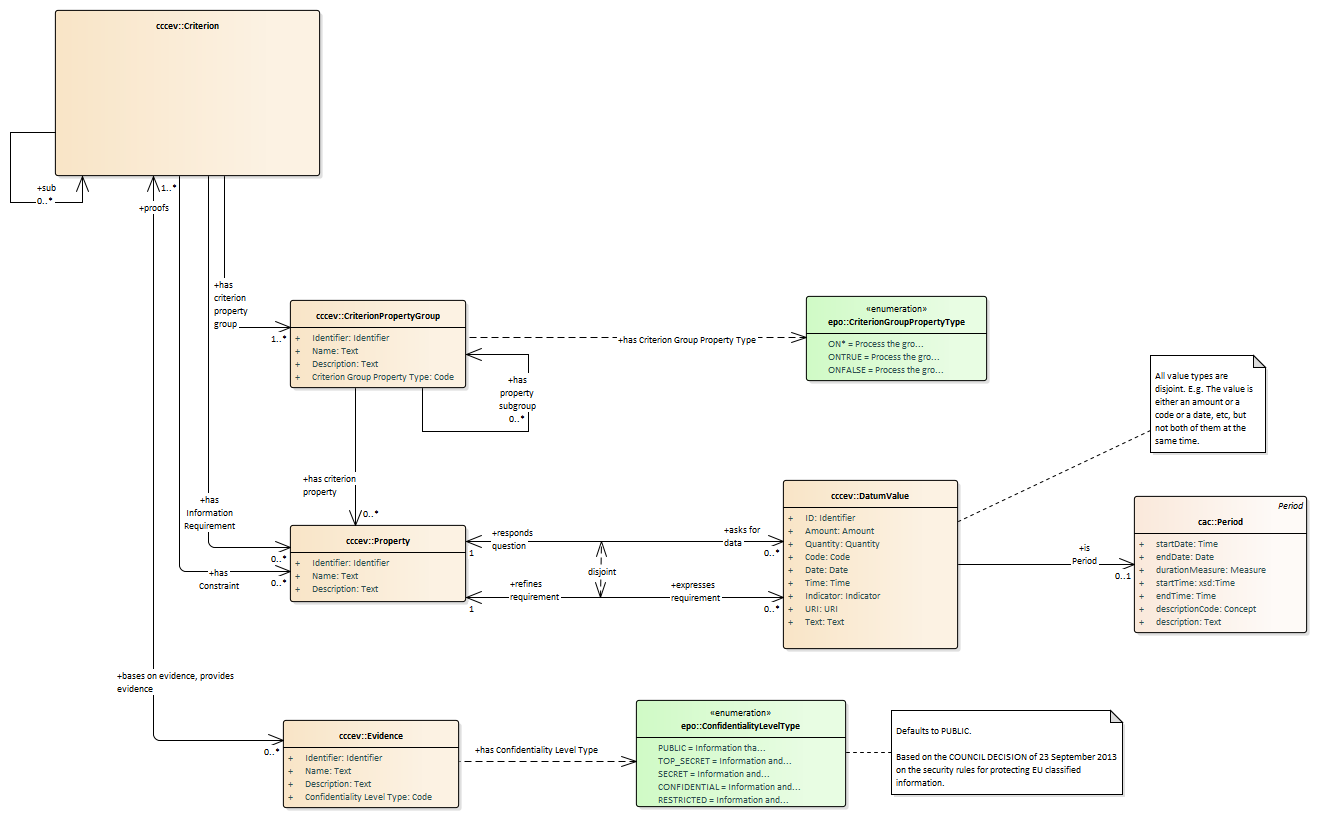 cccev::Criterion
+sub
0..*
1..*
+proofs
+has
criterion
property
group
1..*
cccev::CriterionPropertyGroup
+ Identifier: Identifier
+ Name: Text
+ Description: Text
+ Criterion Group Property Type: Code
+has Criterion Group Property Type
«enumeration»
epo::CriterionGroupPropertyType
ON* = Process the gro...
ONTRUE = Process the gro...
ONFALSE = Process the gro...
+has
property
subgroup
0..*
All value types are
disjoint. E.g. The value is
either an amount or a
code or a date, etc, but
not both of them at the
same time.
+has criterion
property
0..*
+has
Information
Requirement
0..*
+has
Constraint
0..*
cccev::Property
+ Identifier: Identifier
+ Name: Text
+ Description: Text
+responds
question
1
+asks for
data
0..*
disjoint
+refines
requirement
1
+expresses
requirement
0..*
cccev::DatumValue
+ ID: Identifier
+ Amount: Amount
+ Quantity: Quantity
+ Code: Code
+ Date: Date
+ Time: Time
+ Indicator: Indicator
+ URI: URI
+ Text: Text
+is
Period
0..1
Period
cac::Period
+ startDate: Time
+ endDate: Date
+ durationMeasure: Measure
+ startTime: xsd:Time
+ endTime: Time
+ descriptionCode: Concept
+ description: Text
+bases on evidence, provides
evidence
0..*
cccev::Evidence
+ Identifier: Identifier
+ Name: Text
+ Description: Text
+ Confidentiality Level Type: Code
+has Confidentiality Level Type
«enumeration»
epo::ConfidentialityLevelType
PUBLIC = Information tha...
TOP_SECRET = Information and...
SECRET = Information and...
CONFIDENTIAL = Information and...
RESTRICTED = Information and...
Defaults to PUBLIC.
Based on the COUNCIL DECISION of 23 September 2013
on the security rules for protecting EU classified
information.